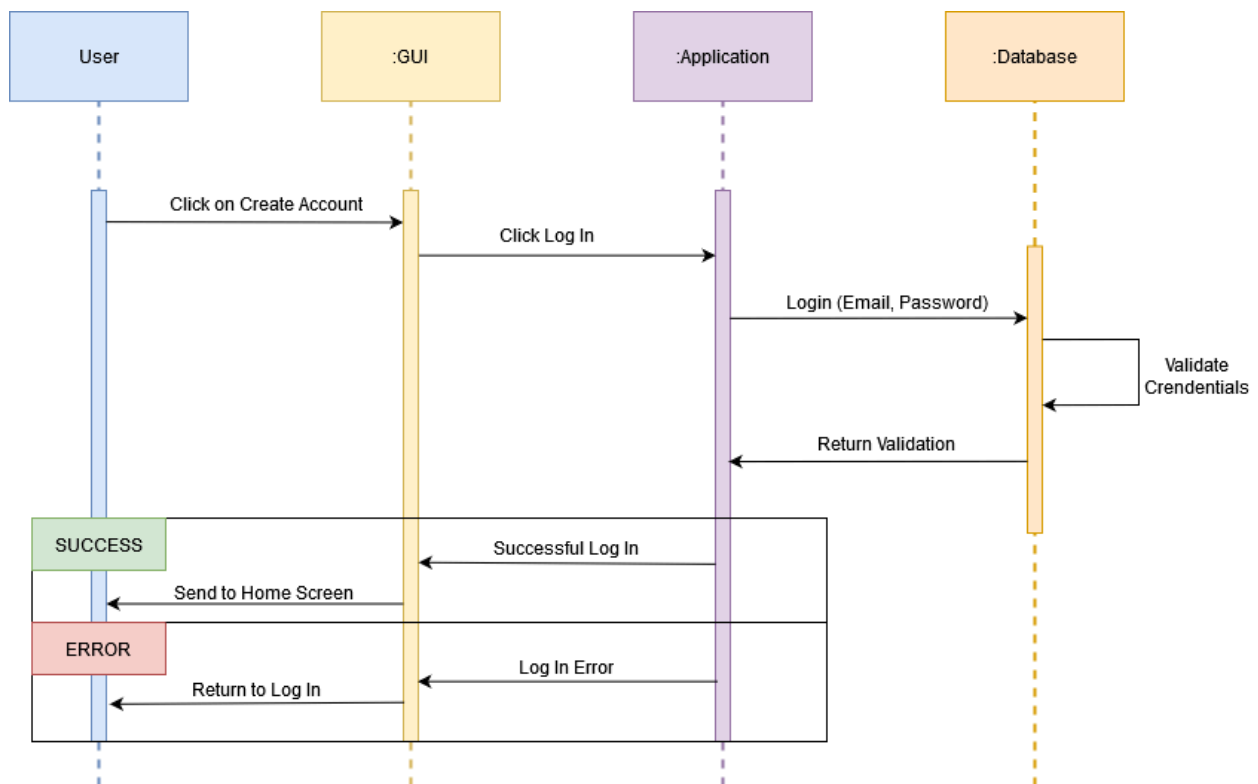 User
:GUI
:Application
:Database
Click on Create Account
Click Log In
Login (Email, Password)
Validate
Crendentials
Return Validation
SUCCESS
Successful Log In
Send to Home Screen
ERROR
Log In Error
Return to Log In